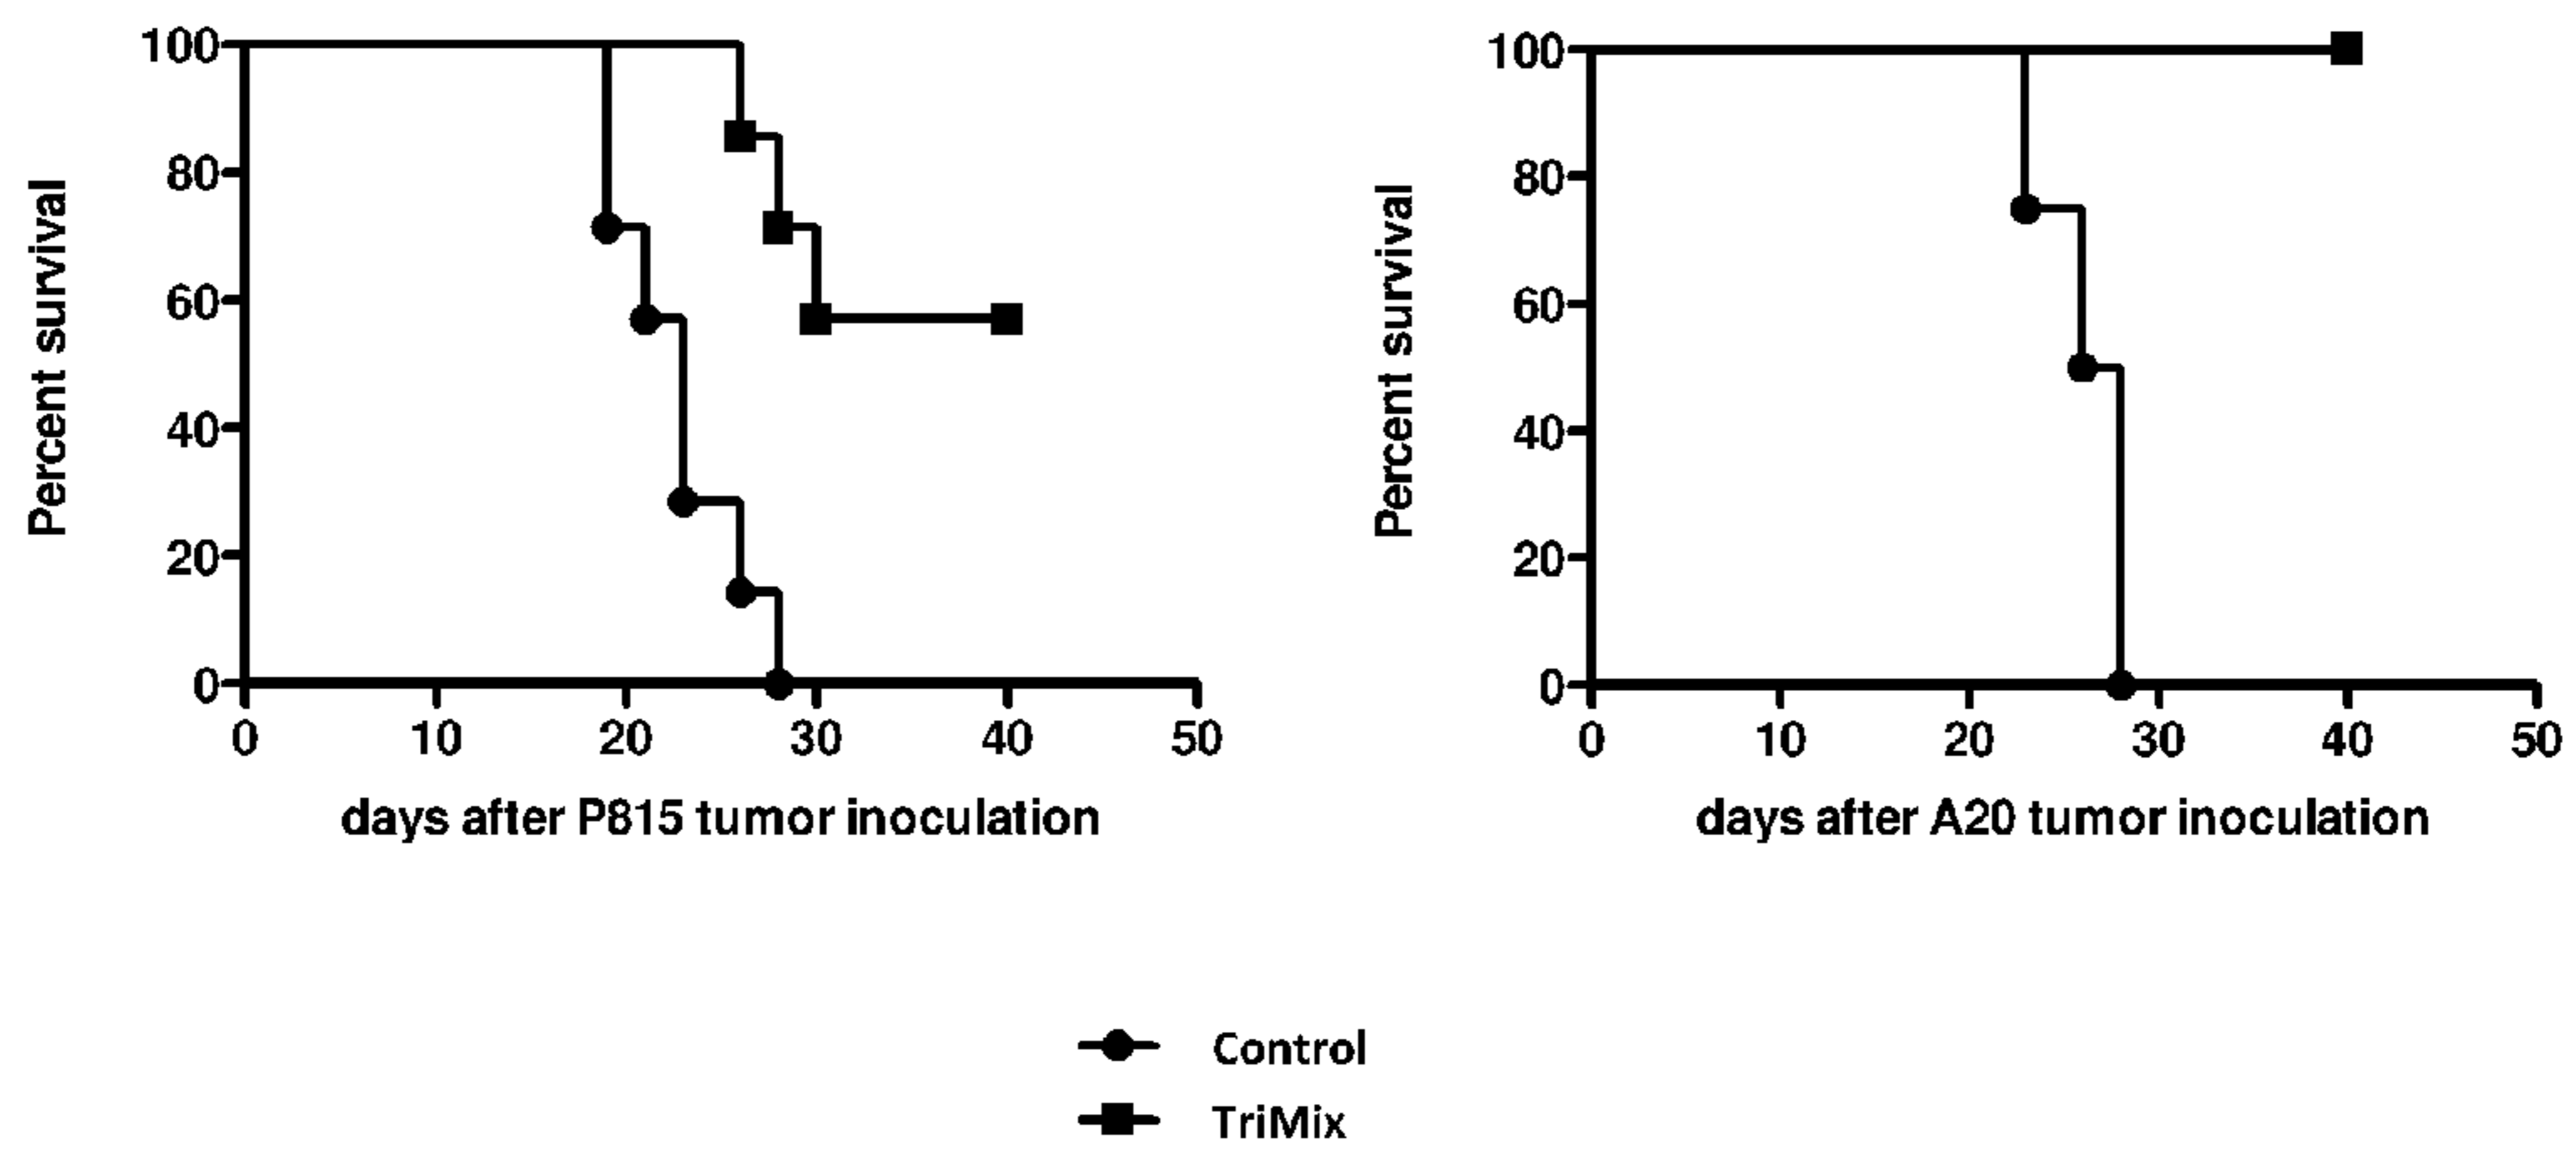 Percent survival
100
80
60
40
20
0
0 10 20 30 40 50
days after P815 tumor inoculation
Percent survival
100
80
60
40
20
0
0 10 20 30 40 50
days after A20 tumor inoculation
Control
TriMix